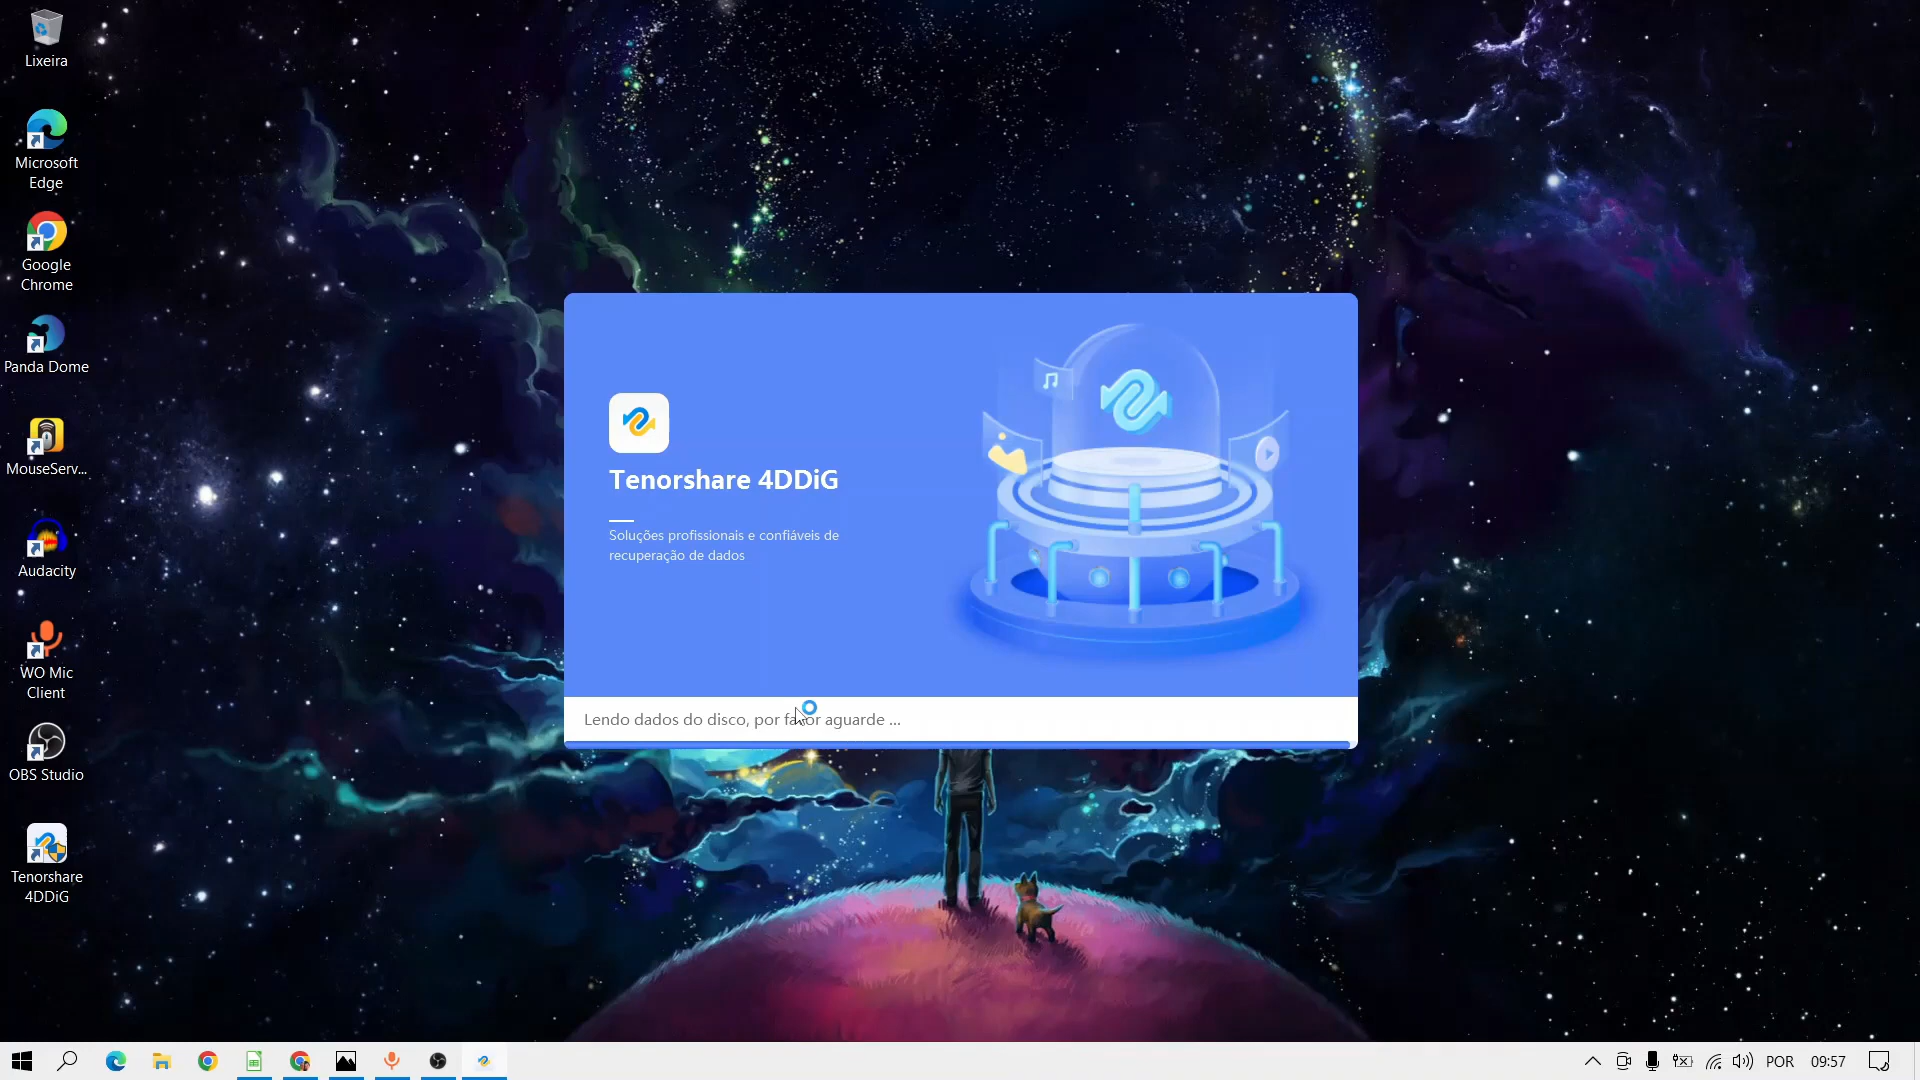 Lixeira
Microsoft
Edge
Google
Chrome
Panda Dome
MouseServ...
Audacity
WO Mic
Client
OBS Studio
Tenorshare
4DDiG
Tenorshare 4DDiG
Soluções profissionais e confiáveis de
recuperação de dados
Lendo dados do disco, por favor aguarde ...
POR
09:57